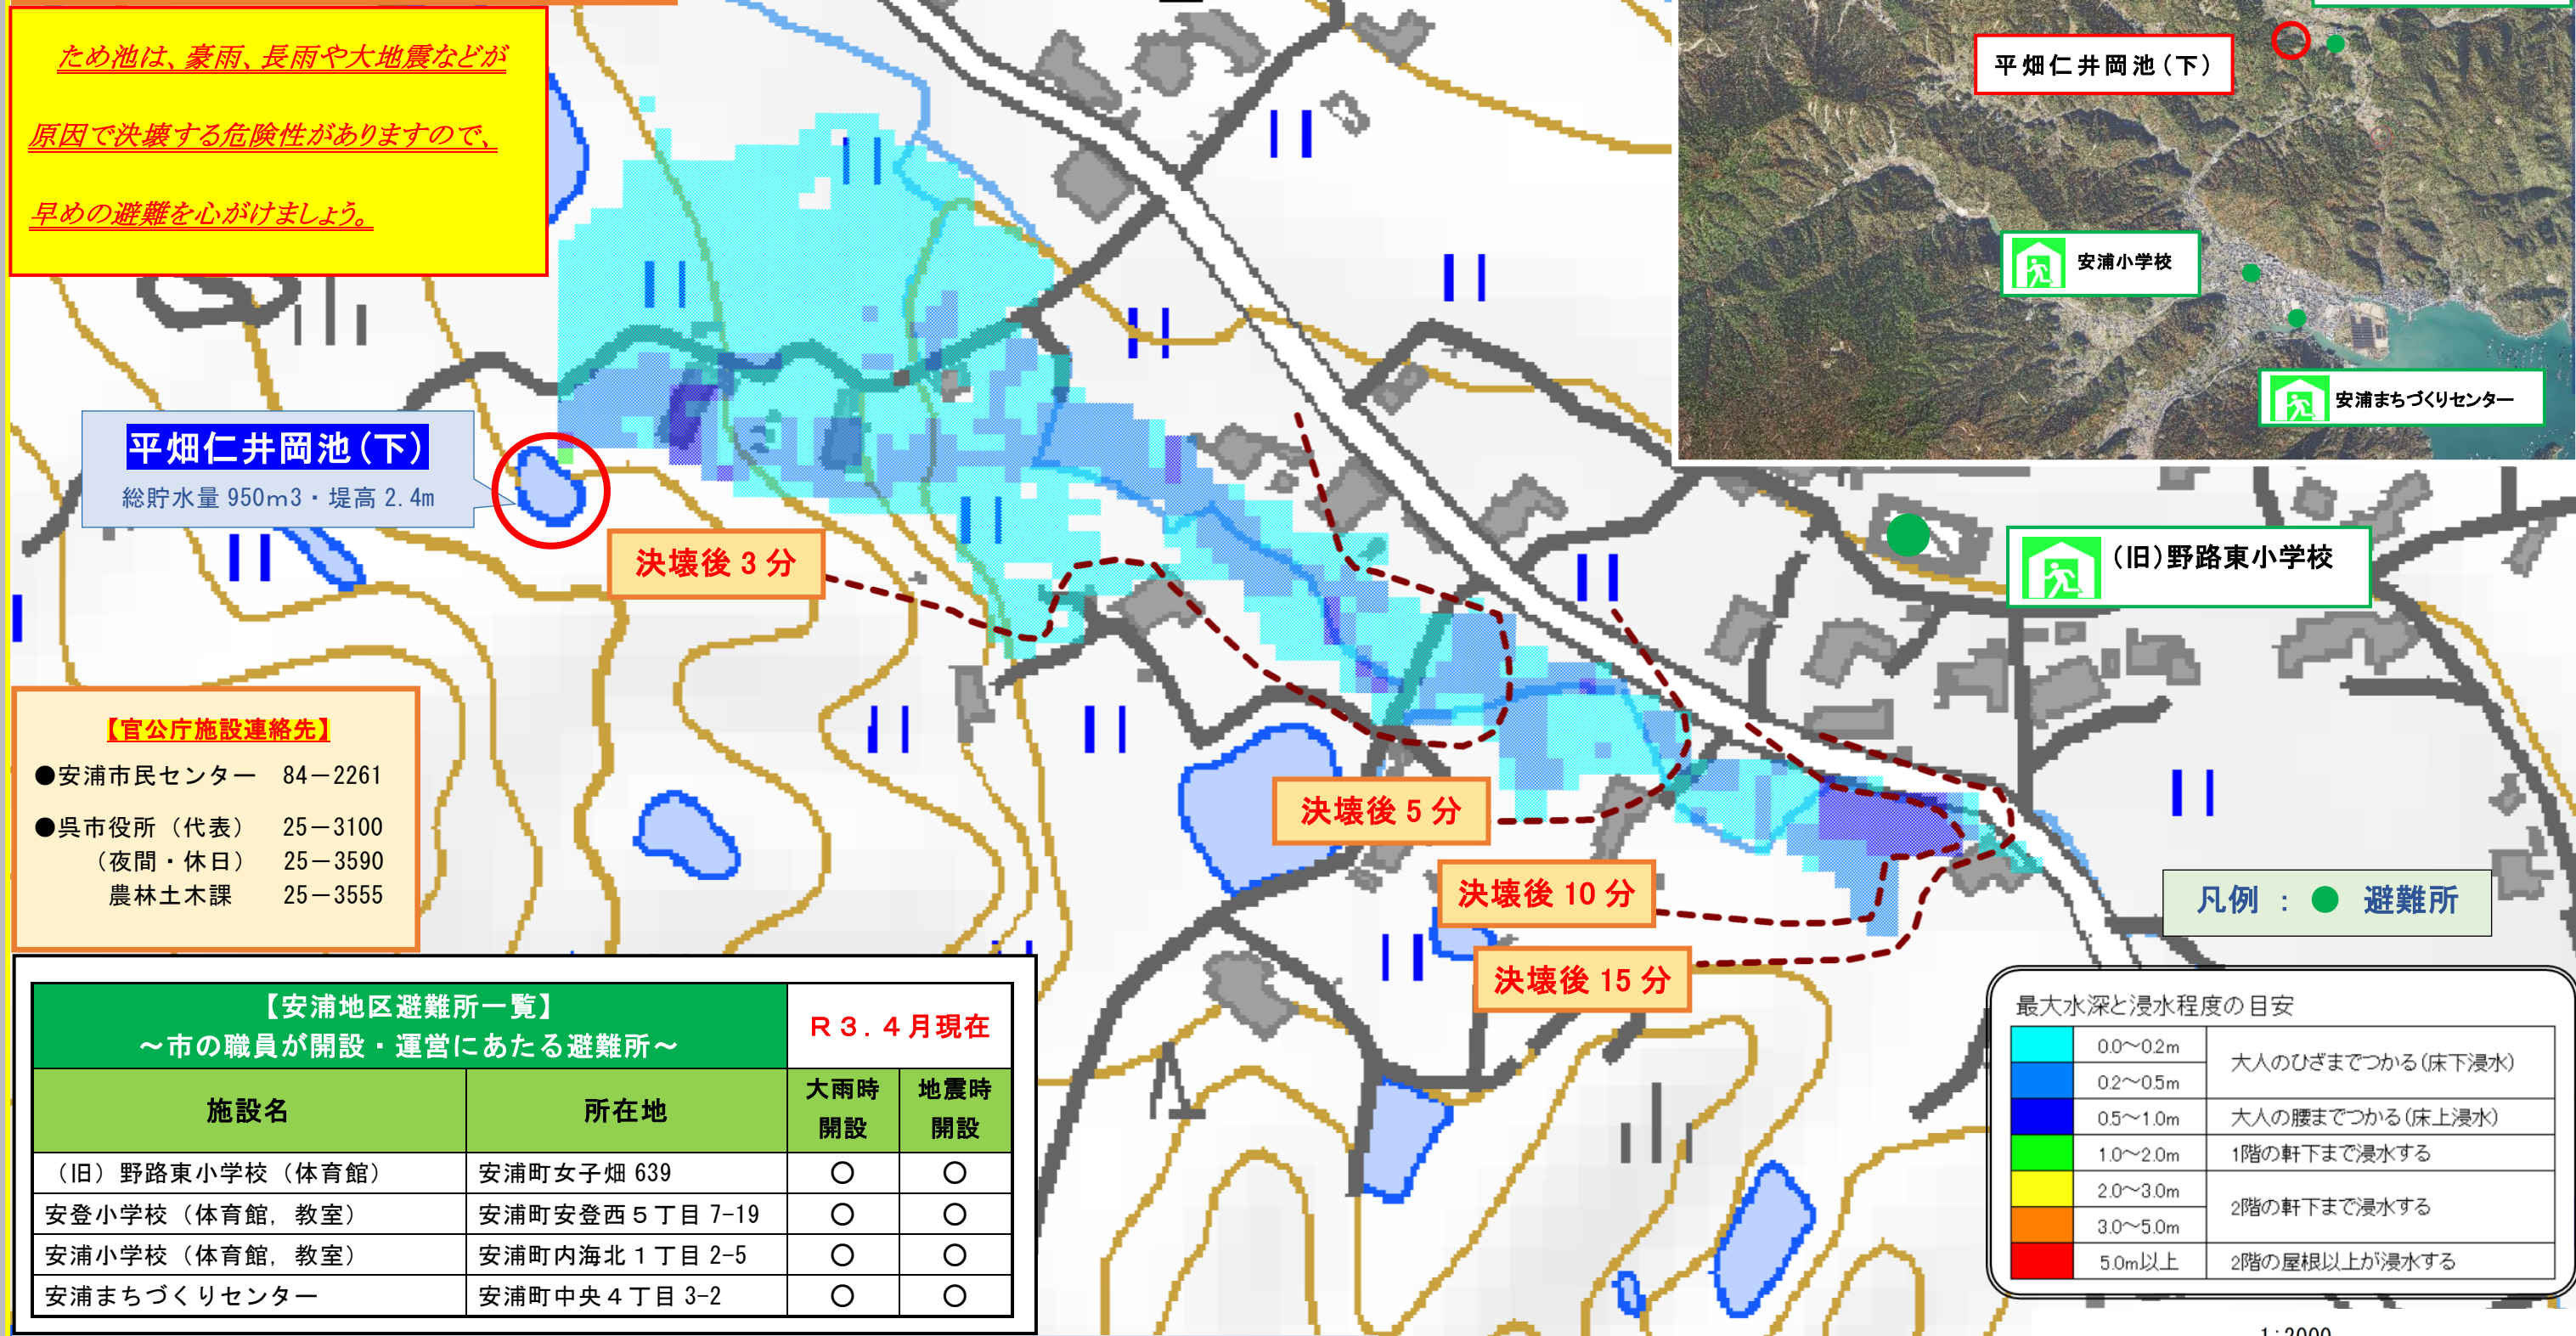 ため池は、豪雨、長雨や大地震などが
原因で決壊する危険性がありますので、
早めの避難を心がけましょう。
平畑仁井岡池（下）
安浦小学校
安浦まちづくりセンター
平畑仁井岡池（下）
総貯水量 950m3・堤高 2.4m
決壊後 3 分
（旧）野路東小学校
決壊後 5 分
決壊後 10 分
決壊後 15 分
【官公庁施設連絡先】
●安浦市民センター　84－2261
●呉市役所（代表）　25－3100
（夜間・休日）　25－3590
農林土木課　25－3555
凡例 ： ● 避難所
【安浦地区避難所一覧】
～市の職員が開設・運営にあたる避難所～
Ｒ３.４月現在
施設名　所在地　大雨時開設　地震時開設
（旧）野路東小学校（体育館）　安浦町女子畑 639　〇　〇
安登小学校（体育館，教室）　安浦町安登西５丁目 7-19　〇　〇
安浦小学校（体育館，教室）　安浦町内海北１丁目 2-5　〇　〇
安浦まちづくりセンター　安浦町中央４丁目 3-2　〇　〇
最大水深と浸水程度の目安
0.0～0.2m
0.2～0.5m
大人のひざまでつかる（床下浸水）
0.5～1.0m　大人の腰までつかる（床上浸水）
1.0～2.0m　1階の軒下まで浸水する
2.0～3.0m
3.0～5.0m
2階の軒下まで浸水する
5.0m以上　2階の屋根以上が浸水する